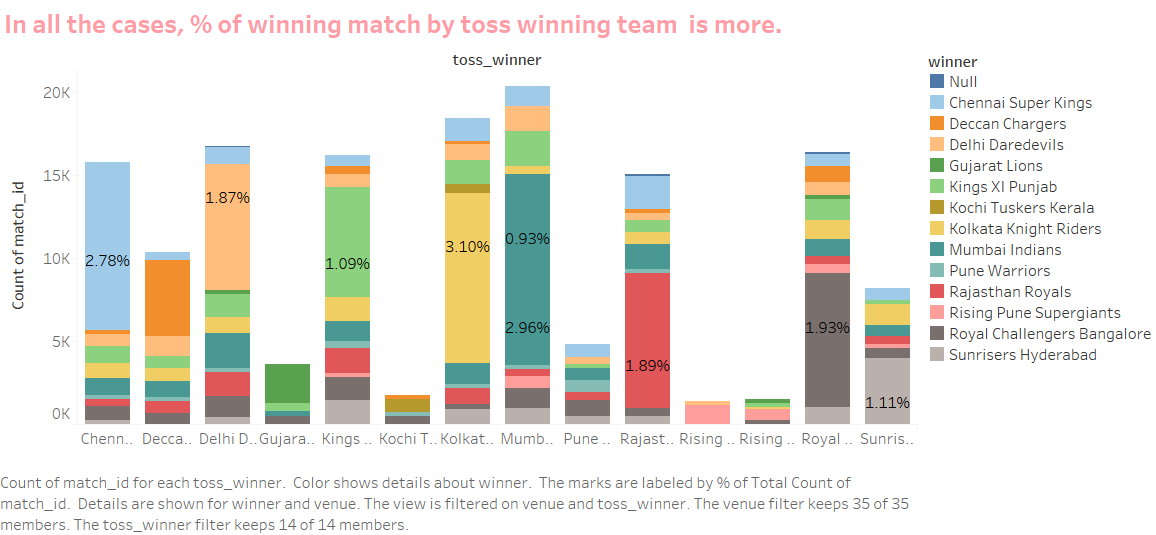 In all the cases, % of winning match by toss winning team  is more.
toss_winner
winner
Null
Chennai Super Kings
Deccan Chargers
Delhi Daredevils
Gujarat Lions
Kings XI Punjab
Kochi Tuskers Kerala
Kolkata Knight Riders
Mumbai Indians
Pune Warriors
Rajasthan Royals
Rising Pune Supergiants
Royal Challengers Bangalore
Sunrisers Hyderabad
Count of match_id
20K
15K
10K
5K
0K
2.78%
1.87%
1.09%
3.10%
0.93%
2.96%
1.89%
1.93%
1.11%
Chenn.. Decca.. Delhi D.. Gujara.. Kings .. Kochi T.. Kolkat.. Mumb.. Pune .. Rajast.. Rising .. Rising .. Royal .. Sunris..
Count of match_id for each toss_winner.  Color shows details about winner.  The marks are labeled by % of Total Count of
match_id.  Details are shown for winner and venue. The view is filtered on venue and toss_winner. The venue filter keeps 35 of 35
members. The toss_winner filter keeps 14 of 14 members.